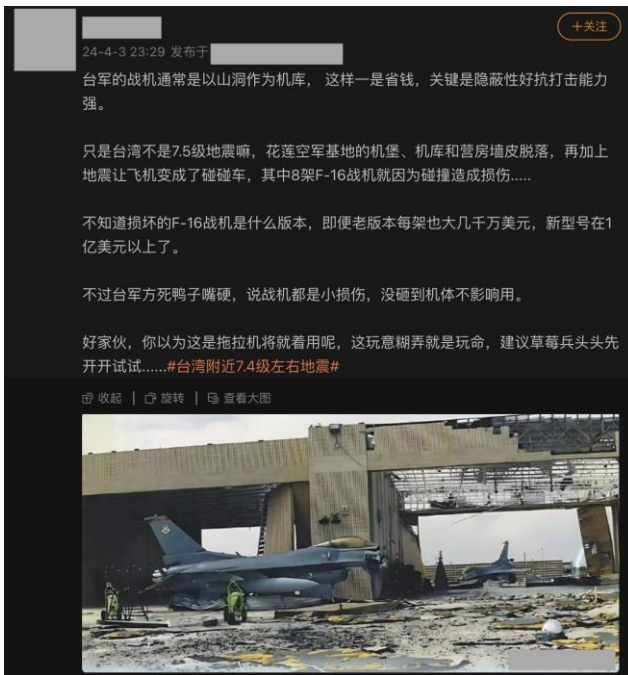 +关注
24-4-3 23:29 发布于
台军的战机通常是以山洞作为机库， 这样一是省钱，关键是隐蔽性好抗打击能力
强。
只是台湾不是7.5级地震嘛，花莲空军基地的机堡、机库和营房墙皮脱落，再加上
地震让飞机变成了碰碰车，其中8架F-16战机就因为碰撞造成损伤.....
不知道损坏的F-16战机是什么版本，即便老版本每架也大几千万美元，新型号在1
亿美元以上了。
不过台军方死鸭子嘴硬，说战机都是小损伤，没砸到机体不影响用。
好家伙，你以为这是拖拉机将就着用呢，这玩意糊弄就是玩命，建议草莓兵头头先
开开试试......#台湾附近7.4级左右地震#
收起 | 旋转 | 查看大图